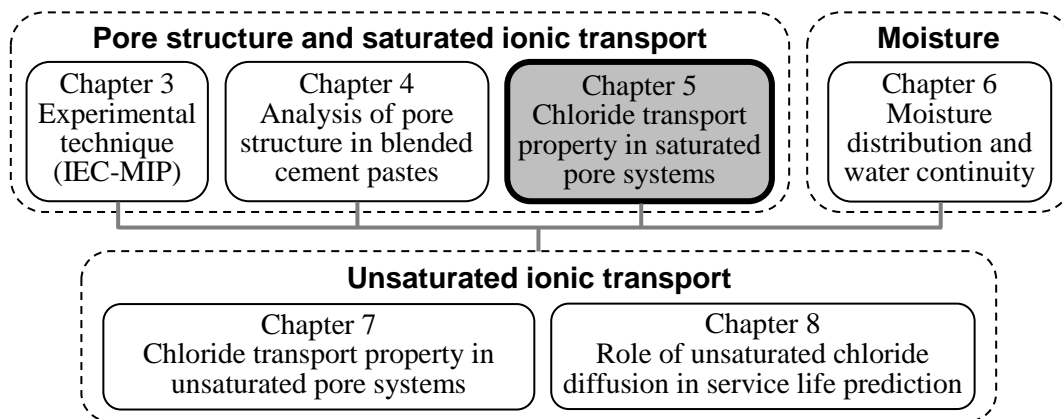 Pore structure and saturated ionic transport
Chapter 3
Experimental
technique
(IEC-MIP)
Chapter 4
Analysis of pore
structure in blended
cement pastes
Chapter 5
Chloride transport
property in saturated
pore systems
Moisture
Chapter 6
Moisture
distribution and
water continuity
Unsaturated ionic transport
Chapter 7
Chloride transport property in
unsaturated pore systems
Chapter 8
Role of unsaturated chloride
diffusion in service life prediction